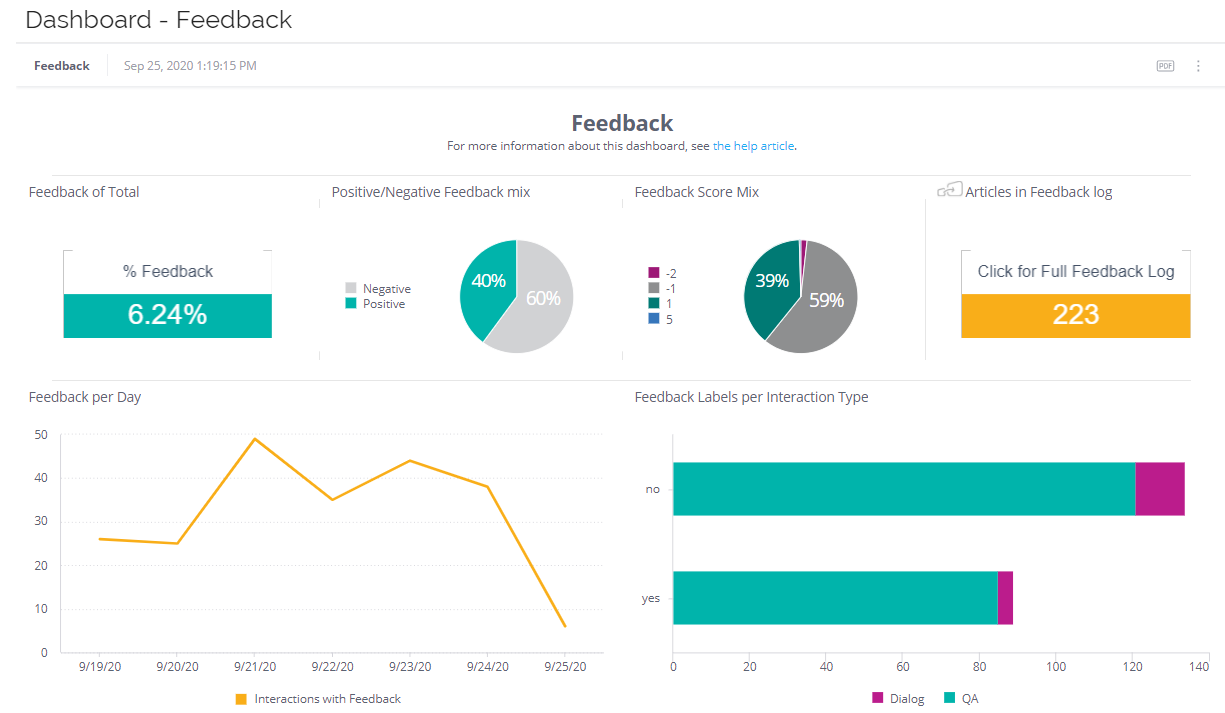 Dashboard - Feedback
Feedback
Sep 25, 2020 1:19:15 PM
PDF
Feedback
For more information about this dashboard, see the help article.
Feedback of Total
% Feedback
6.24%
Positive/Negative Feedback mix
Negative
Positive
40%
60%
Feedback Score Mix
-2
-1
1
5
39%
59%
Articles in Feedback log
Click for Full Feedback Log
223
Feedback per Day
50
40
30
20
10
0
9/19/20 9/20/20 9/21/20 9/22/20 9/23/20 9/24/20 9/25/20
Interactions with Feedback
Feedback Labels per Interaction Type
no
yes
0 20 40 60 80 100 120 140
Dialog QA